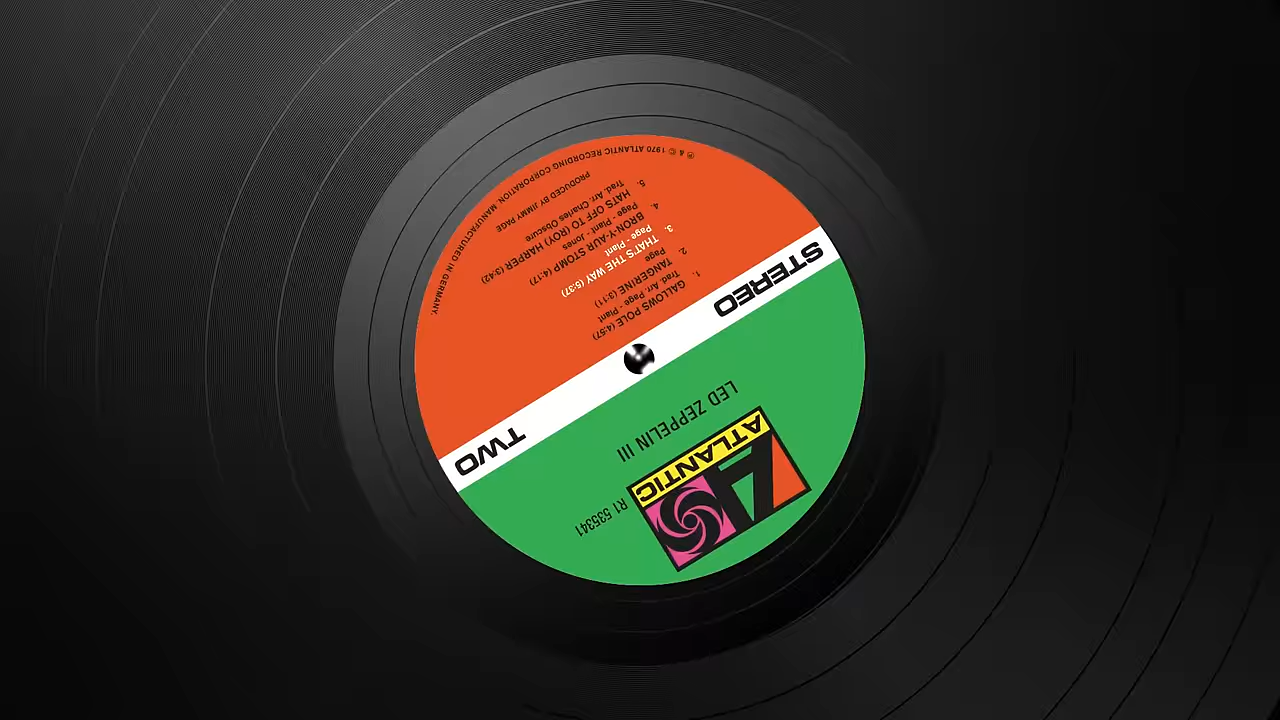 ATLANTIC
R1 535341
LED ZEPPELIN III
STEREO
TWO
1. GALLOWS POLE (4:57)
Trad. Arr. Page - Plant
2. TANGERINE (3:11)
Page
3. THAT'S THE WAY (5:37)
Page - Plant
4. BRON-Y-AUR STOMP (4:17)
Page - Plant - Jones
5. HATS OFF TO (ROY) HARPER (3:42)
Trad. Arr. Charles Obscure
PRODUCED BY JIMMY PAGE
℗ & © 1970 ATLANTIC RECORDING CORPORATION. MANUFACTURED IN GERMANY.